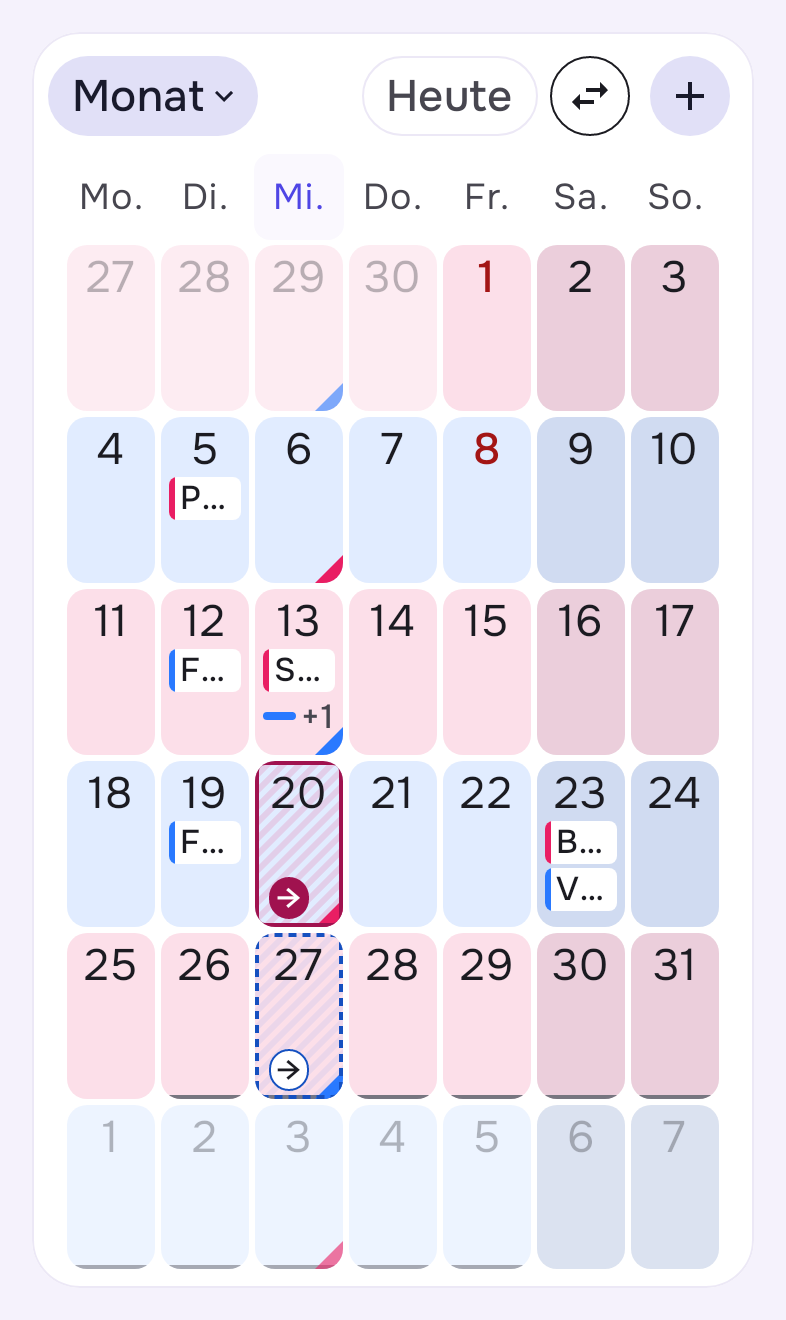 Monat Heute
Mo. Di. Mi. Do. Fr. Sa. So.
27 28 29 30 1 2 3
4 5 6 7 8 9 10
P...
11 12 13 14 15 16 17
F... S...
+1
18 19 20 21 22 23 24
F... B...
V...
25 26 27 28 29 30 31
1 2 3 4 5 6 7